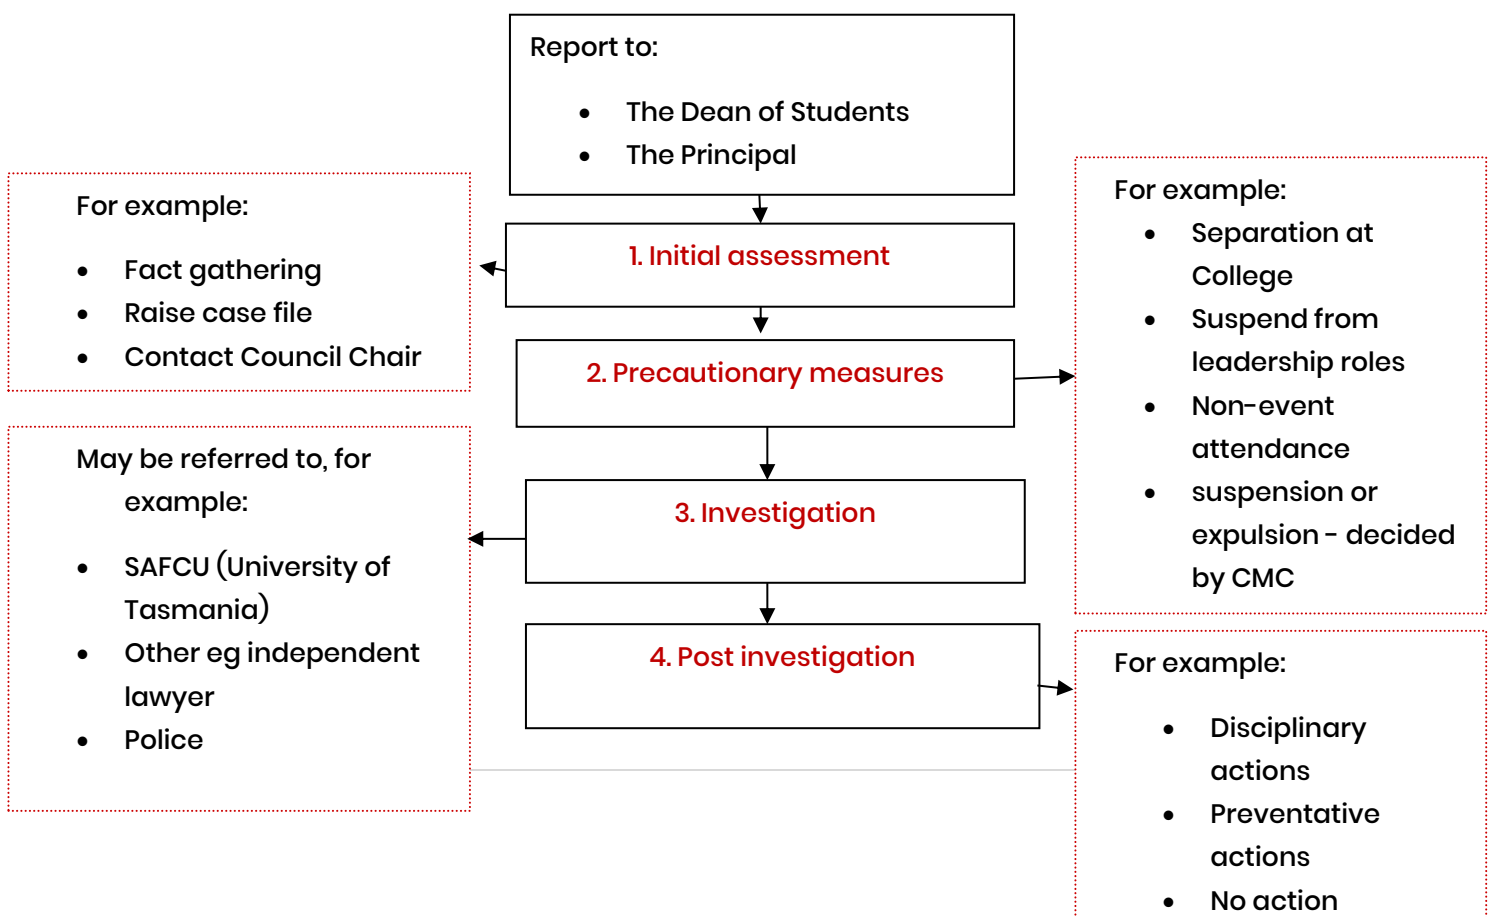 Report to:
• The Dean of Students
• The Principal
For example:
• Fact gathering
• Raise case file
• Contact Council Chair
1. Initial assessment
2. Precautionary measures
For example:
• Separation at
College
• Suspend from
leadership roles
• Non-event
attendance
• suspension or
expulsion - decided
by CMC
May be referred to, for
example:
• SAFCU (University of
Tasmania)
• Other eg independent
lawyer
• Police
3. Investigation
4. Post investigation
For example:
• Disciplinary
actions
• Preventative
actions
• No action